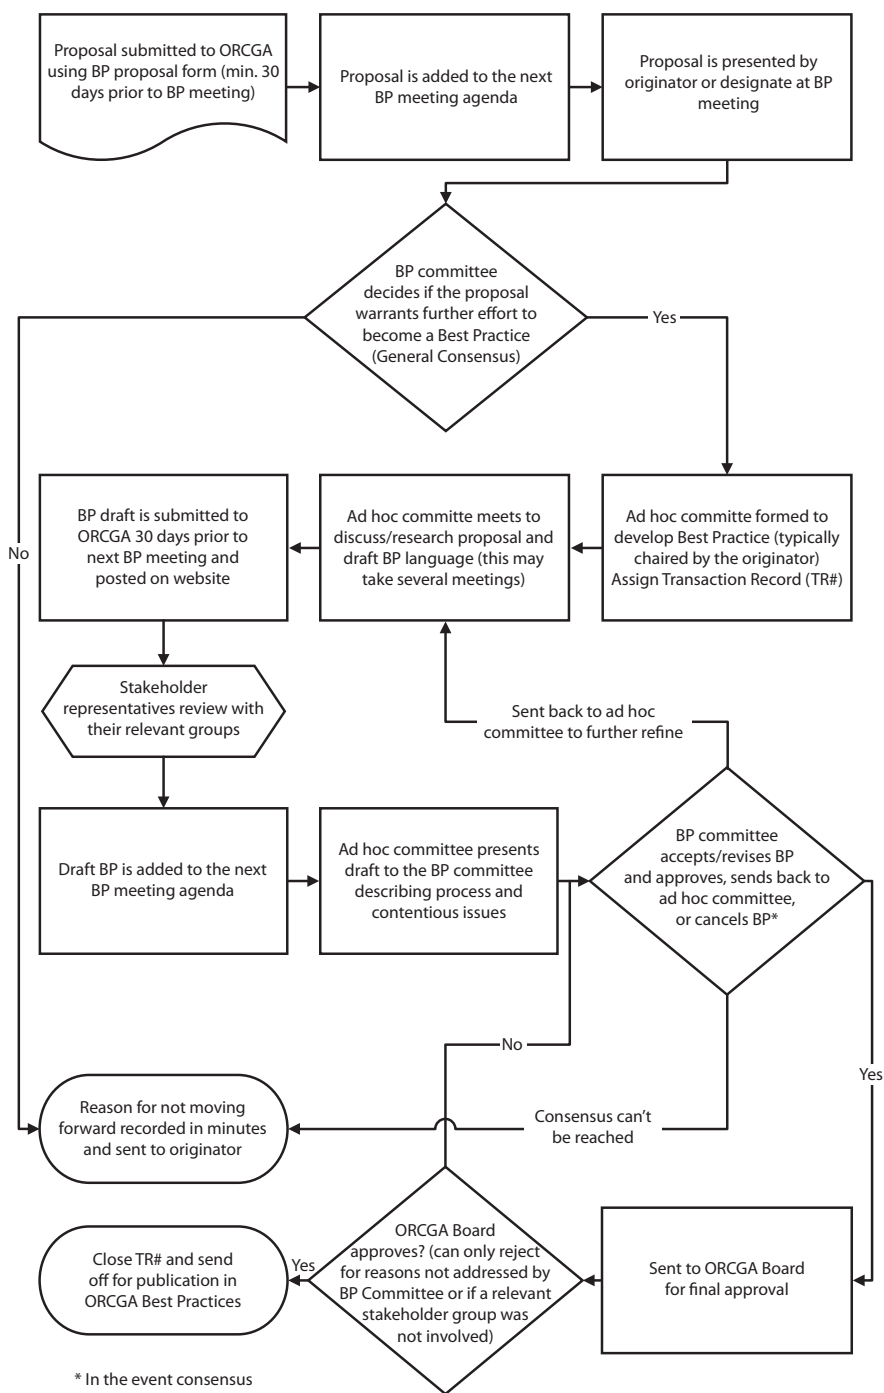 Proposal submitted to ORCGA
using BP proposal form (min. 30
days prior to BP meeting)
Proposal is added to the next
BP meeting agenda
Proposal is presented by
originator or designate at BP
meeting
BP committee
decides if the proposal
warrants further effort to
become a Best Practice
(General Consensus)
Yes
No
BP draft is submitted to
ORCGA 30 days prior to
next BP meeting and
posted on website
Ad hoc committe meets to
discuss/research proposal and
draft BP language (this may
take several meetings)
Ad hoc committe formed to
develop Best Practice (typically
chaired by the originator)
Assign Transaction Record (TR#)
Stakeholder
representatives review with
their relevant groups
Sent back to ad hoc
committee to further refine
Draft BP is added to the next
BP meeting agenda
Ad hoc committee presents
draft to the BP committee
describing process and
contentious issues
BP committee
accepts/revises BP
and approves, sends back to
ad hoc committee,
or cancels BP*
No
Yes
Reason for not moving
forward recorded in minutes
and sent to originator
Consensus can't
be reached
Close TR# and send
off for publication in
ORCGA Best Practices
Yes
ORCGA Board
approves? (can only reject
for reasons not addressed by
BP Committee or if a relevant
stakeholder group was
not involved)
Sent to ORCGA Board
for final approval
* In the event consensus